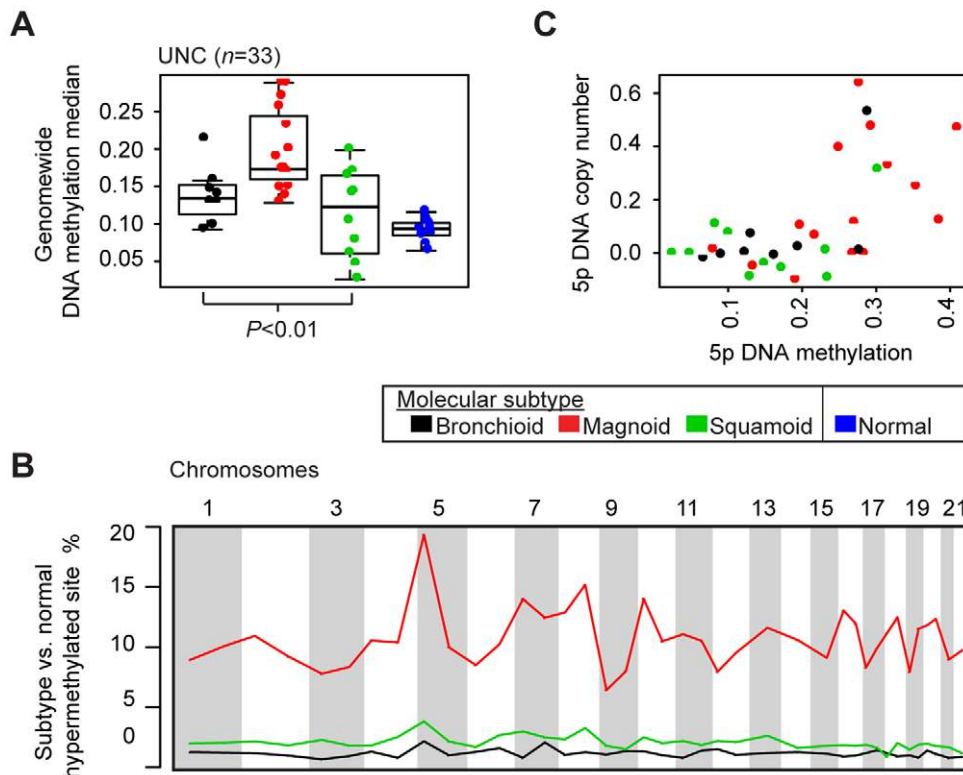 A
UNC (n=33)
Genomewide
DNA methylation median
0.25
0.20
0.15
0.10
0.05
P<0.01
C
5p DNA copy number
0.6
0.4
0.2
0.0
0.1
0.2
0.3
0.4
5p DNA methylation
Molecular subtype
Bronchioid
Magnoid
Squamoid
Normal
B
Chromosomes
1 3 5 7 9 11 13 15 17 19 21
Subtype vs. normal
hypermethylated site %
20
15
10
5
0